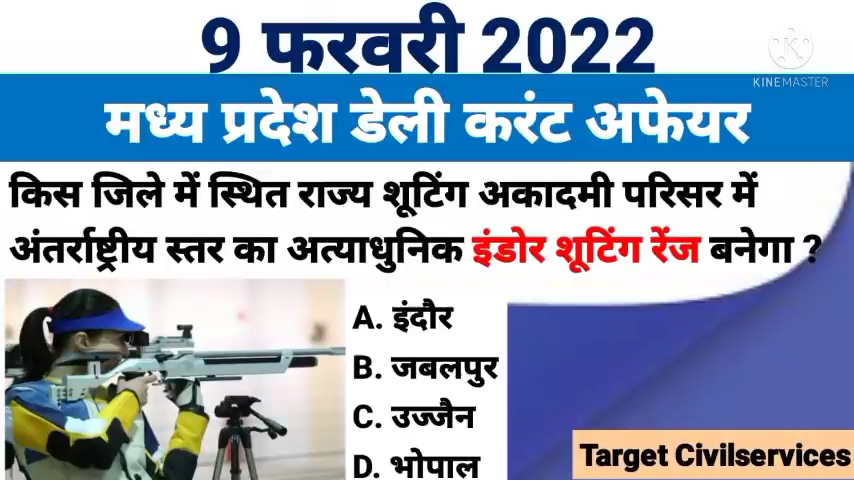 9 फरवरी 2022
KINEMASTER
मध्य प्रदेश डेली करंट अफेयर
किस जिले में स्थित राज्य शूटिंग अकादमी परिसर में
अंतर्राष्ट्रीय स्तर का अत्याधुनिक इंडोर शूटिंग रेंज बनेगा ?
A. इंदौर
B. जबलपुर
C. उज्जैन
D. भोपाल
Target Civilservices